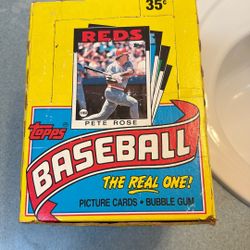 35¢
REDS
PETE ROSE
Topps
BASEBALL
THE REAL ONE!
PICTURE CARDS • BUBBLE GUM